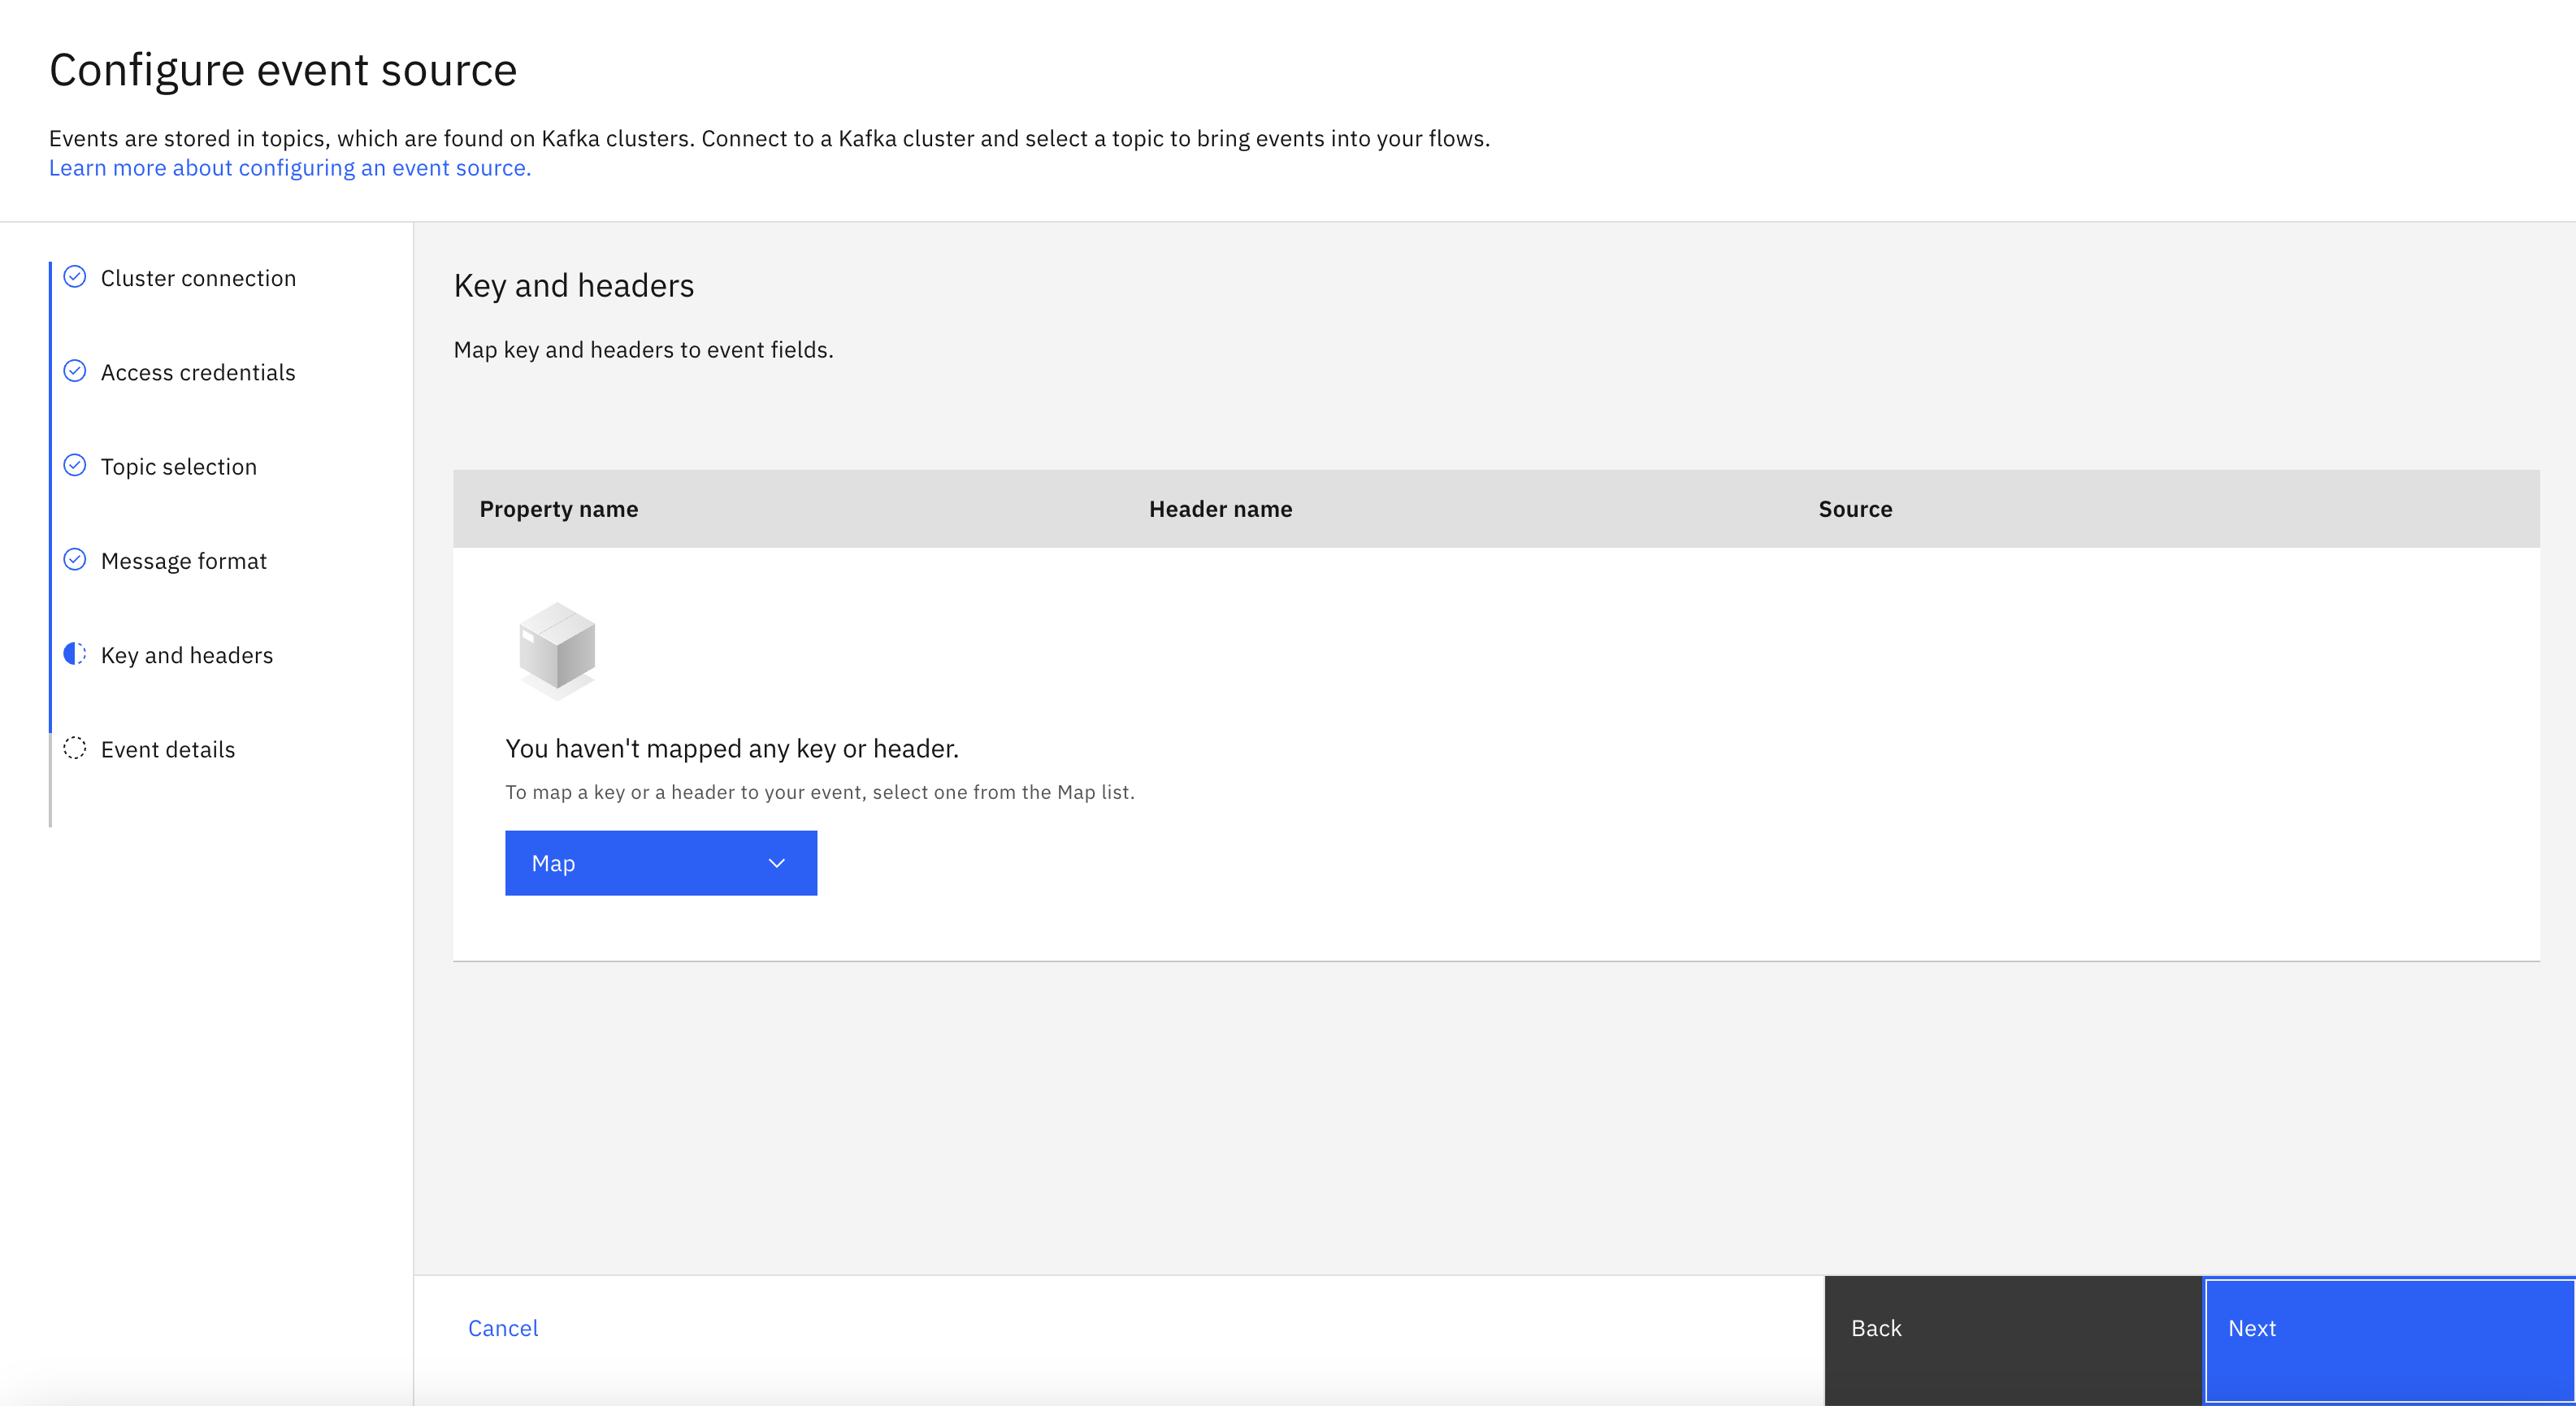 Configure event source
Events are stored in topics, which are found on Kafka clusters. Connect to a Kafka cluster and select a topic to bring events into your flows.
Learn more about configuring an event source.
Cluster connection
Access credentials
Topic selection
Message format
Key and headers
Event details
Key and headers
Map key and headers to event fields.
Property name
Header name
Source
You haven't mapped any key or header.
To map a key or a header to your event, select one from the Map list.
Map
Cancel
Back
Next